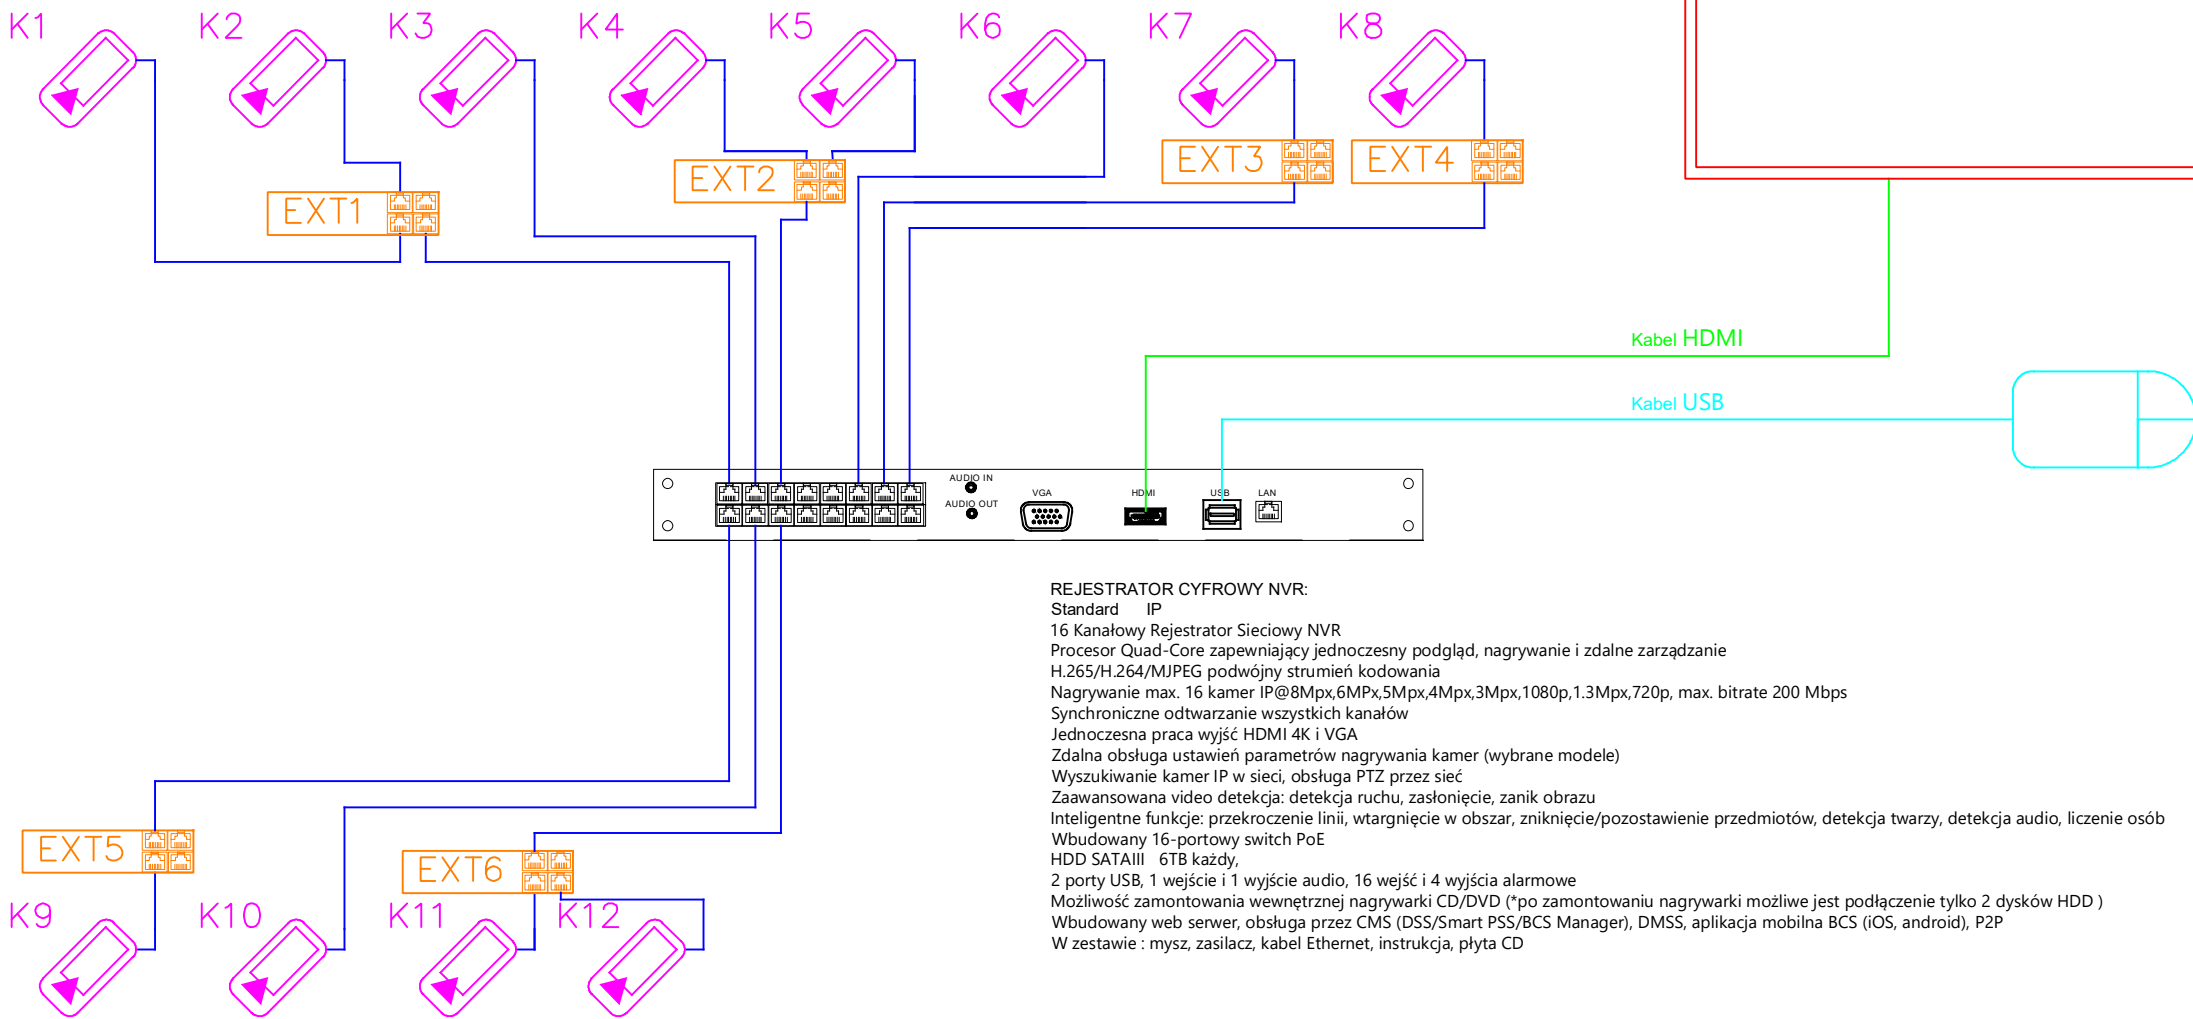 K1 K2 K3 K4 K5 K6 K7 K8
EXT3 EXT4
EXT2
EXT1
Kabel HDMI
Kabel USB
AUDIO IN
VGA HDMI USB LAN
AUDIO OUT
REJESTRATOR CYFROWY NVR:
Standard IP
16 Kanałowy Rejestrator Sieciowy NVR
Procesor Quad-Core zapewniający jednoczesny podgląd, nagrywanie i zdalne zarządzanie
H.265/H.264/MJPEG podwójny strumień kodowania
Nagrywanie max. 16 kamer IP@8Mpx,6MPx,5Mpx,4Mpx,3Mpx,1080p,1.3Mpx,720p, max. bitrate 200 Mbps
Synchroniczne odtwarzanie wszystkich kanałów
Jednoczesna praca wyjść HDMI 4K i VGA
Zdalna obsługa ustawień parametrów nagrywania kamer (wybrane modele)
Wyszukiwanie kamer IP w sieci, obsługa PTZ przez sieć
Zaawansowana video detekcja: detekcja ruchu, zasłonięcie, zanik obrazu
Inteligentne funkcje: przekroczenie linii, wtargnięcie w obszar, zniknięcie/pozostawienie przedmiotów, detekcja twarzy, detekcja audio, liczenie osób
Wbudowany 16-portowy switch PoE
HDD SATAIII 6TB każdy,
2 porty USB, 1 wejście i 1 wyjście audio, 16 wejść i 4 wyjścia alarmowe
Możliwość zamontowania wewnętrznej nagrywarki CD/DVD (*po zamontowaniu nagrywarki możliwe jest podłączenie tylko 2 dysków HDD )
Wbudowany web serwer, obsługa przez CMS (DSS/Smart PSS/BCS Manager), DMSS, aplikacja mobilna BCS (iOS, android), P2P
W zestawie : mysz, zasilacz, kabel Ethernet, instrukcja, płyta CD
EXT5
EXT6
K9 K10 K11 K12